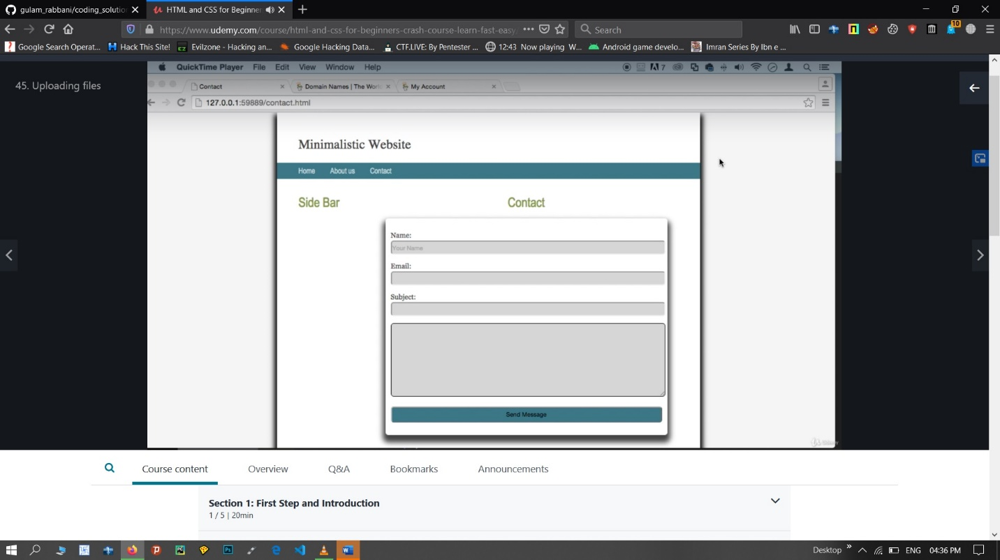 gulam_rabbani/coding_solutio
HTML and CSS for Beginner
https://www.udemy.com/course/html-and-css-for-beginners-crash-course-learn-fast-easy
Search
10
Google Search Operat...
Hack This Site!
ez Evilzone - Hacking an...
Google Hacking Data...
CTF.LIVE: By Pentester ...
12:43 Now playing W...
Android game develo...
Imran Series By Ibn e ...
45. Uploading files
QuickTime Player File Edit View Window Help
7
Contact
Domain Names | The World
My Account
127.0.0.1:59889/contact.html
Minimalistic Website
Home About us Contact
Side Bar
Contact
Name:
Your Name
Email:
Subject:
Send Message
Udemy
Course content Overview Q&A Bookmarks Announcements
Section 1: First Step and Introduction
1 / 5 | 20min
Desktop » ENG 04:36 PM